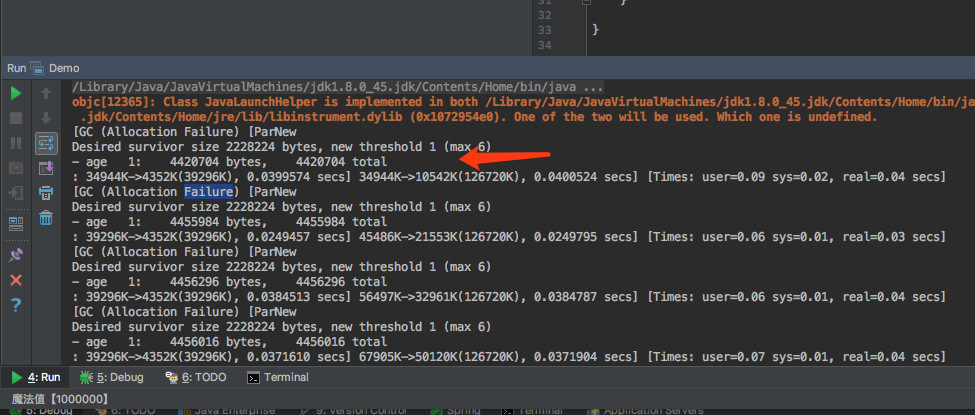 31
32
33 }
34
Run Demo
/Library/Java/JavaVirtualMachines/jdk1.8.0_45.jdk/Contents/Home/bin/java ...
objc[12365]: Class JavaLaunchHelper is implemented in both /Library/Java/JavaVirtualMachines/jdk1.8.0_45.jdk/Contents/Home/bin/ja
.jdk/Contents/Home/jre/lib/libinstrument.dylib (0x1072954e0). One of the two will be used. Which one is undefined.
[GC (Allocation Failure) [ParNew
Desired survivor size 2228224 bytes, new threshold 1 (max 6)
- age 1: 4420704 bytes, 4420704 total
: 34944K->4352K(39296K), 0.0399574 secs] 34944K->10542K(126720K), 0.0400524 secs] [Times: user=0.09 sys=0.02, real=0.04 secs]
[GC (Allocation Failure) [ParNew
Desired survivor size 2228224 bytes, new threshold 1 (max 6)
- age 1: 4455984 bytes, 4455984 total
: 39296K->4352K(39296K), 0.0249457 secs] 45486K->21553K(126720K), 0.0249795 secs] [Times: user=0.06 sys=0.01, real=0.03 secs]
[GC (Allocation Failure) [ParNew
Desired survivor size 2228224 bytes, new threshold 1 (max 6)
- age 1: 4456296 bytes, 4456296 total
: 39296K->4352K(39296K), 0.0384513 secs] 56497K->32961K(126720K), 0.0384787 secs] [Times: user=0.06 sys=0.01, real=0.04 secs]
[GC (Allocation Failure) [ParNew
Desired survivor size 2228224 bytes, new threshold 1 (max 6)
- age 1: 4456016 bytes, 4456016 total
: 39296K->4352K(39296K), 0.0371610 secs] 67905K->50120K(126720K), 0.0371904 secs] [Times: user=0.07 sys=0.01, real=0.04 secs]
4: Run 5: Debug 6: TODO Terminal
魔法值【1000000】
5: Debug 6: TODO Java Enterprise 9: Version Control Spring Terminal Application Servers